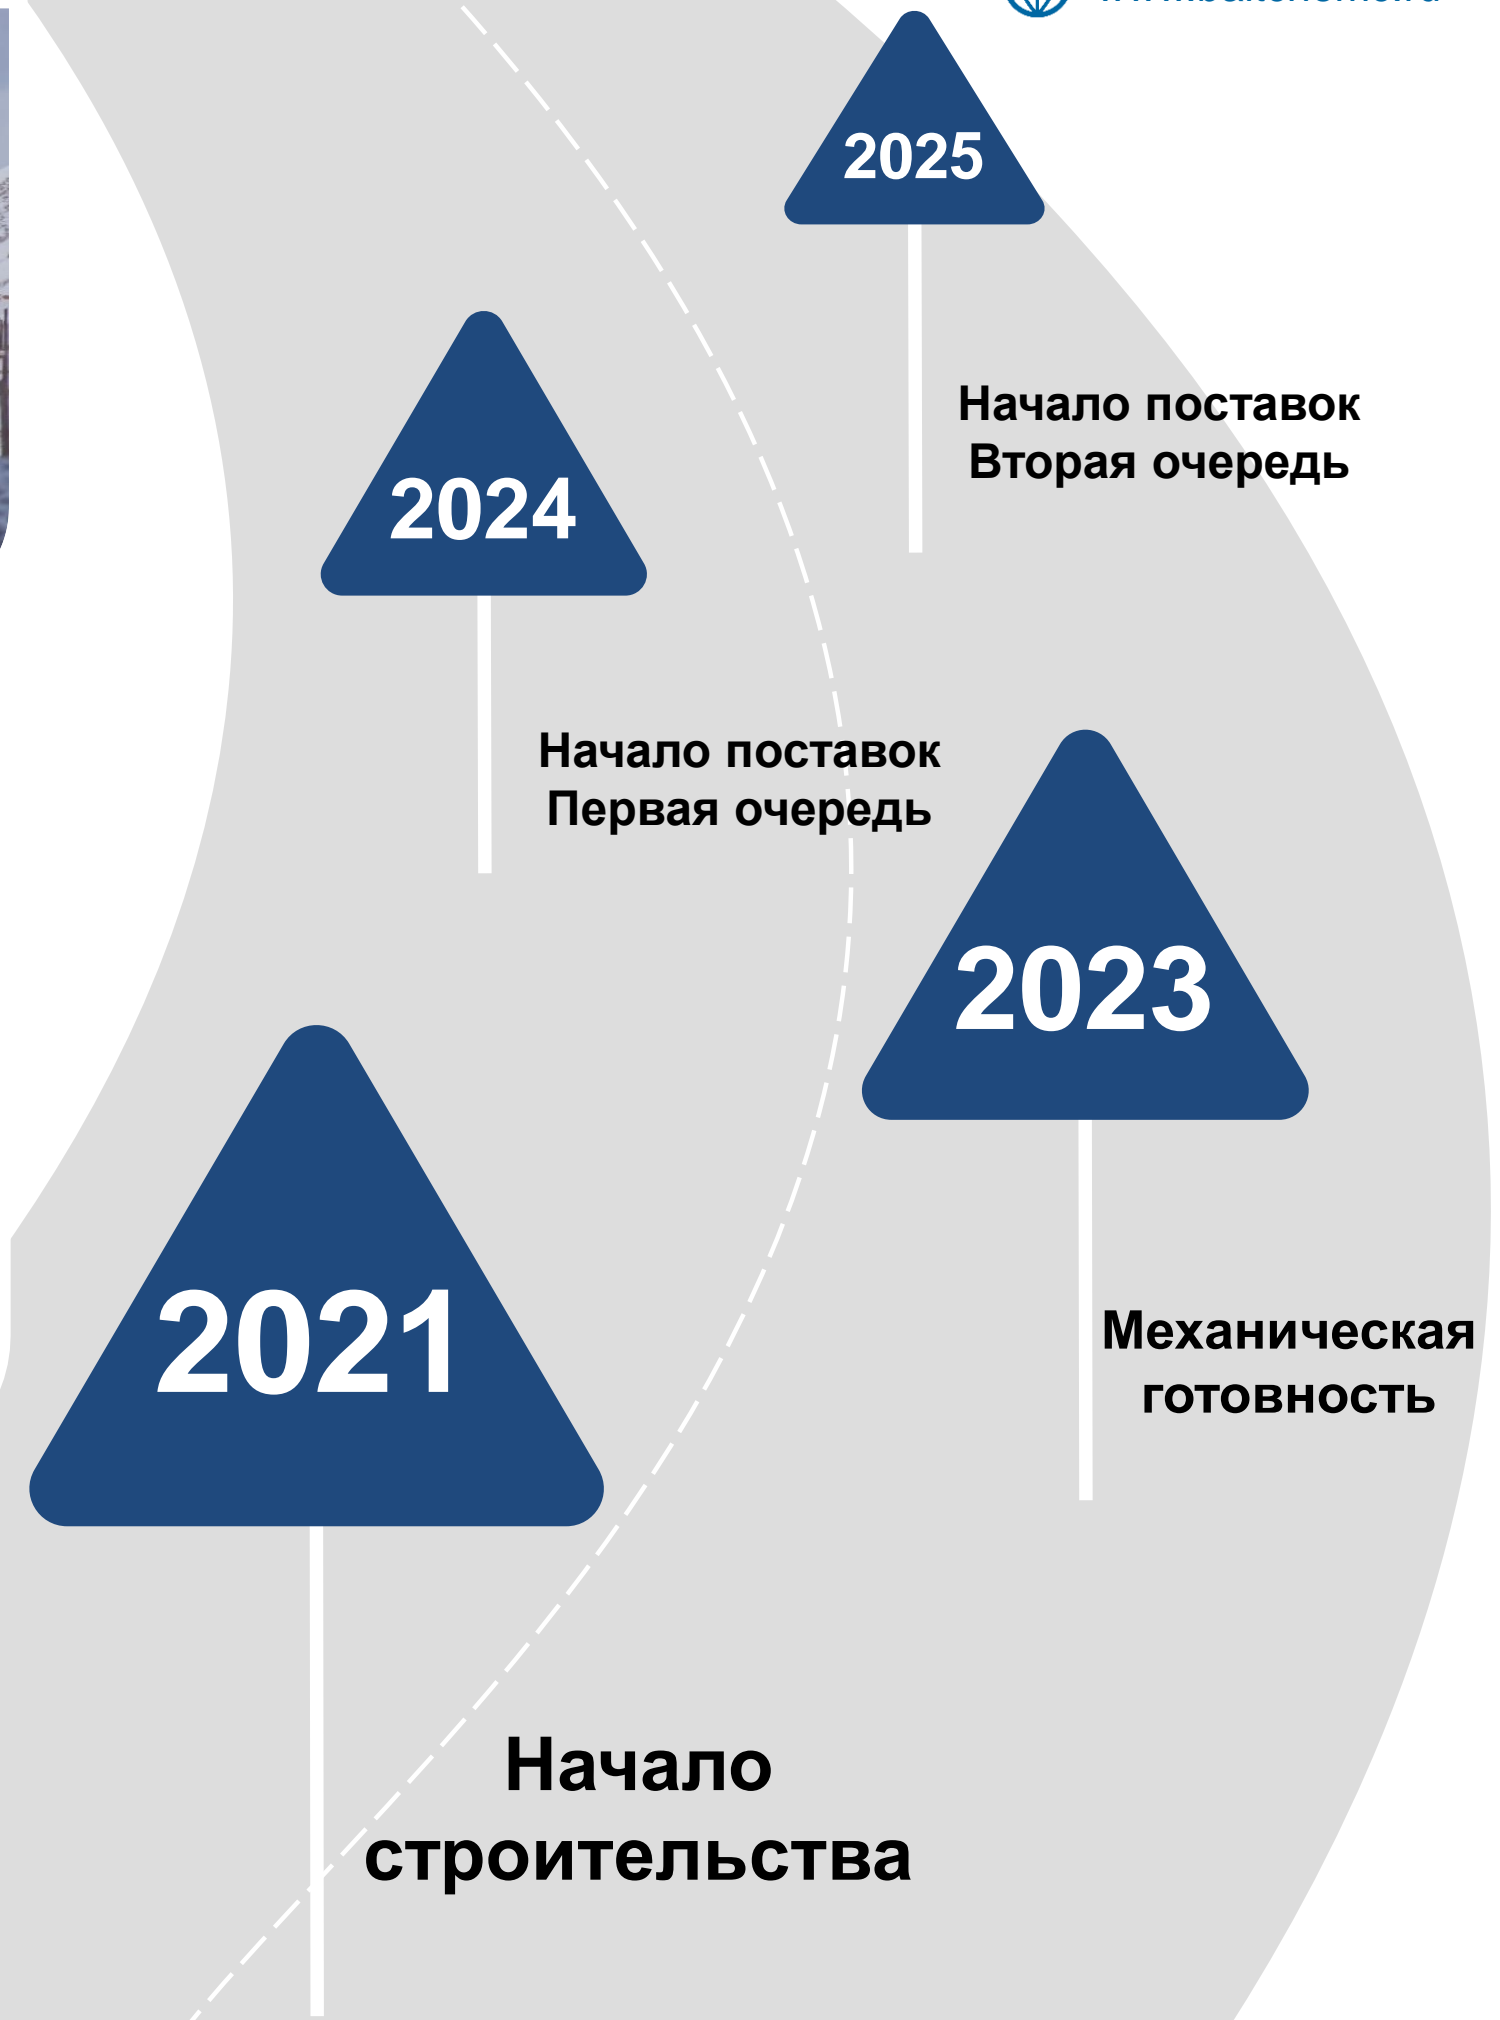 2025
Начало поставок
Вторая очередь
2024
Начало поставок
Первая очередь
2023
Механическая
готовность
2021
Начало
строительства